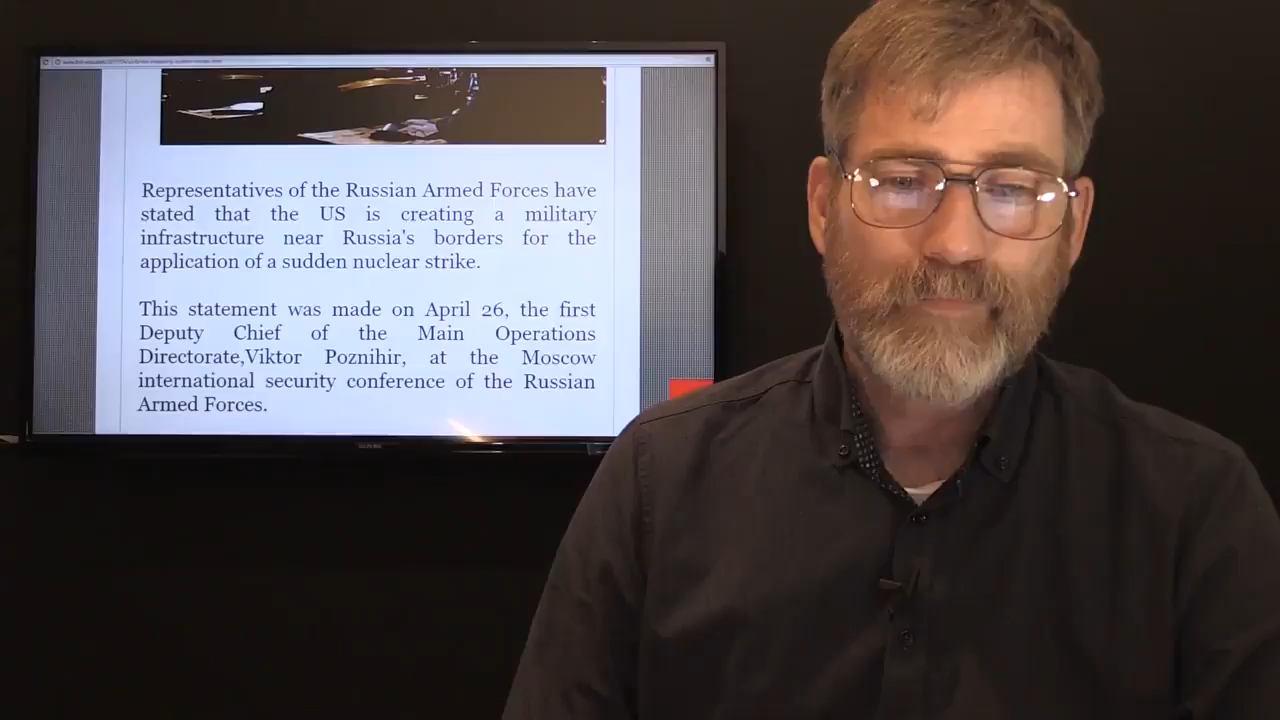 Representatives of the Russian Armed Forces have
stated that the US is creating a military
infrastructure near Russia's borders for the
application of a sudden nuclear strike.
This statement was made on April 26, the first
Deputy Chief of the Main Operations
Directorate,Viktor Poznihir, at the Moscow
international security conference of the Russian
Armed Forces.